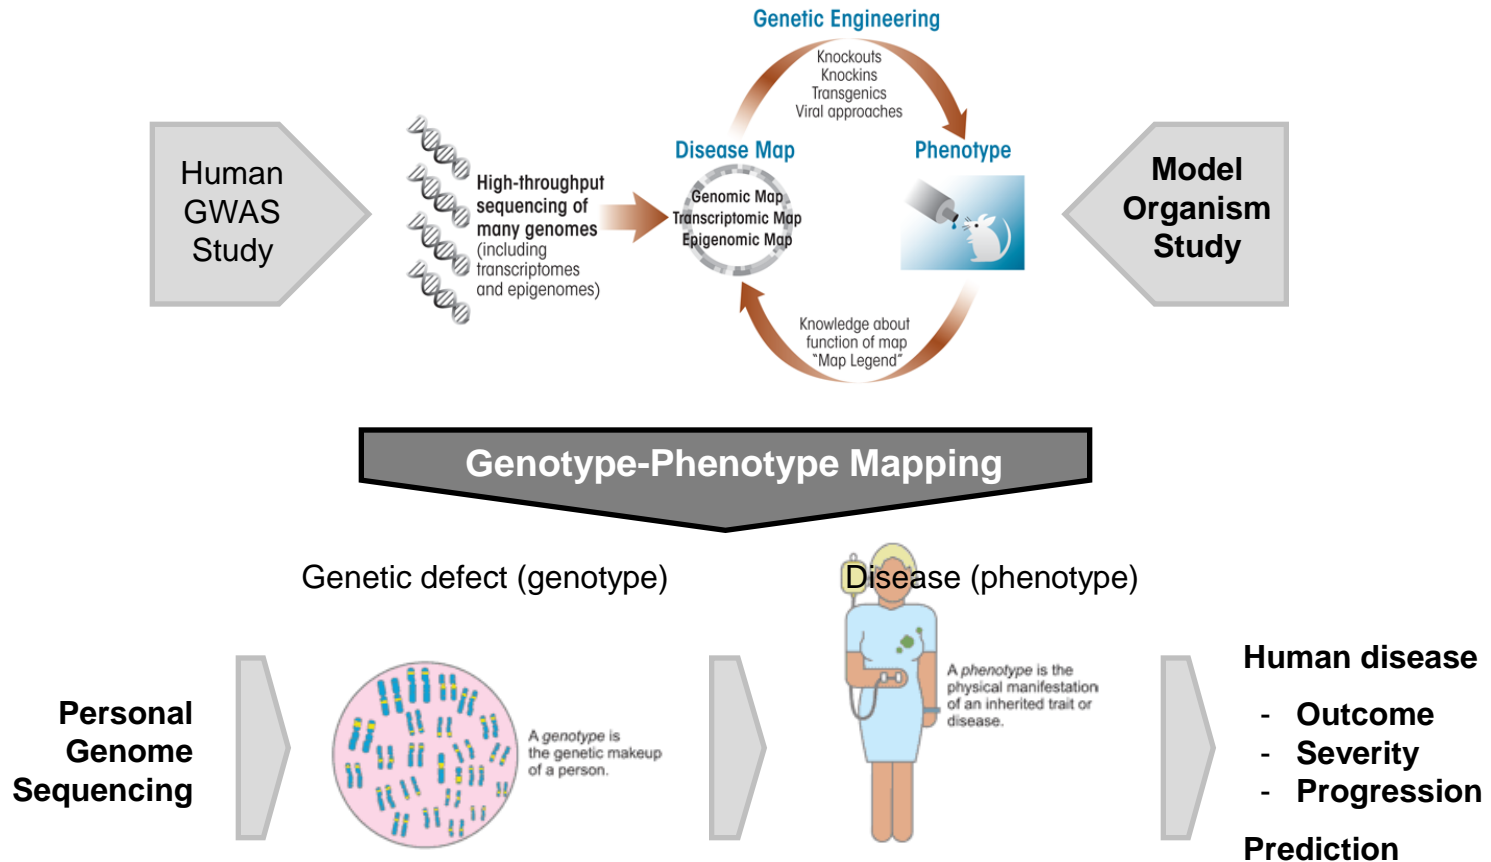 Genetic Engineering
Knockouts
Knockins
Transgenics
Viral approaches
Human
GWAS
Study
High-throughput
sequencing of
many genomes
(including
transcriptomes
and epigenomes)
Disease Map
Genomic Map
Transcriptomic Map
Epigenomic Map
Phenotype
Model
Organism
Study
Knowledge about
function of map
"Map Legend"
Genotype-Phenotype Mapping
Genetic defect (genotype)
Disease (phenotype)
Personal
Genome
Sequencing
A genotype is
the genetic makeup
of a person.
A phenotype is the
physical manifestation
of an inherited trait or
disease.
Human disease
- Outcome
- Severity
- Progression
Prediction